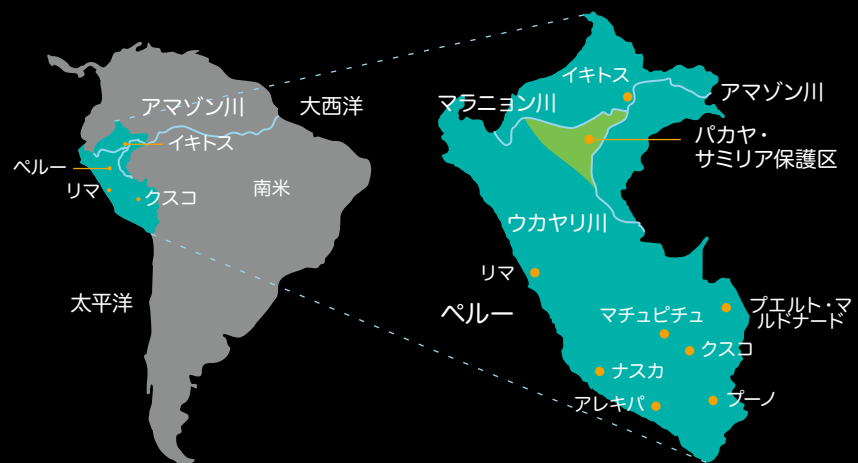 アマゾン川
大西洋
イキトス
ペルー
リマ
クスコ
南米
太平洋
イキトス
アマゾン川
マラニョン川
パカヤ・
サミリア保護区
ウカヤリ川
リマ
ペルー
プエルト・マ
ルドナード
マチュピチュ
クスコ
ナスカ
アレキパ
プーノ